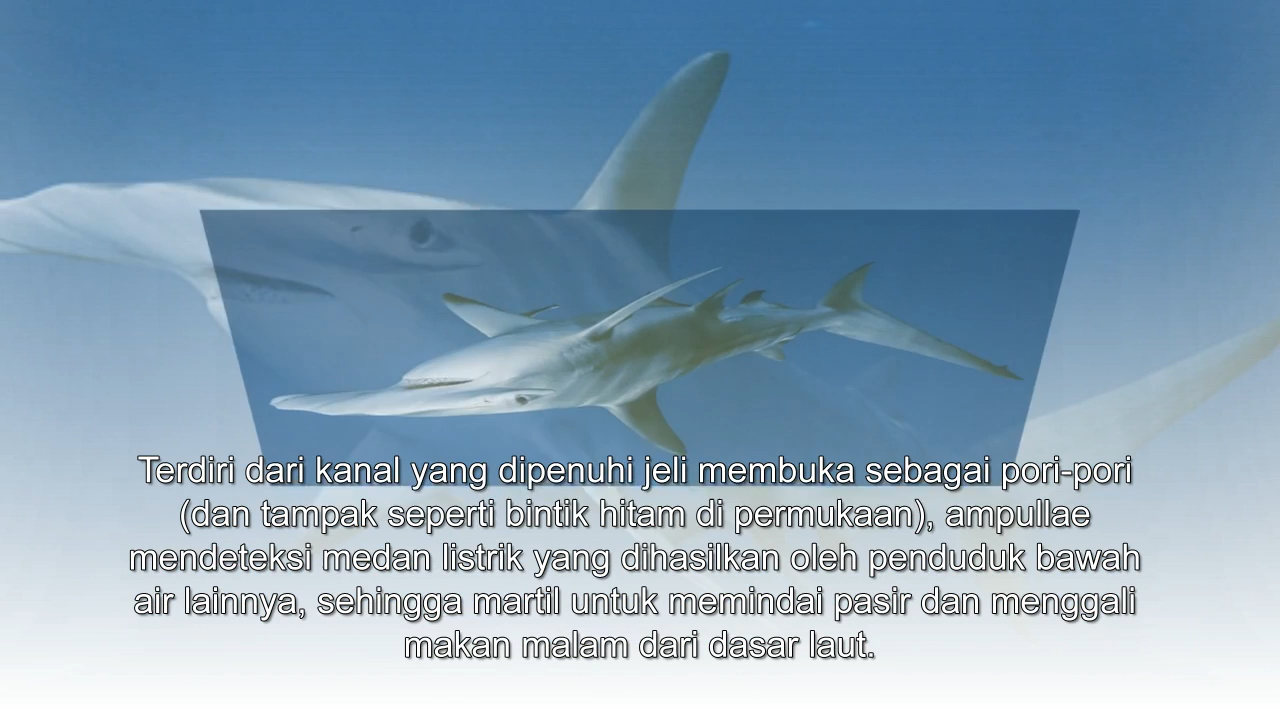 Terdiri dari kanal yang dipenuhi jeli membuka sebagai pori-pori
(dan tampak seperti bintik hitam di permukaan), ampullae
mendeteksi medan listrik yang dihasilkan oleh penduduk bawah
air lainnya, sehingga martil untuk memindai pasir dan menggali
makan malam dari dasar laut.